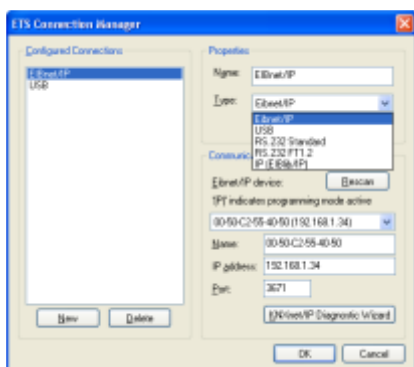 ETS Connection Manager
Configured Connections
EIBnet/IP
USB
New
Delete
Properties
Name:
EIBnet/IP
Type:
Eibnet/IP
Eibnet/IP
USB
RS 232 Standard
RS 232 FT1.2
IP (EIBlib/IP)
Communic
Eibnet/IP device:
Rescan
'(P)' indicates programming mode active
00-50-C2-55-40-50 (192.168.1.34)
Name:
00-50-C2-55-40-50
IP address:
192.168.1.34
Port:
3671
KNXnet/IP Diagnostic Wizard
OK
Cancel